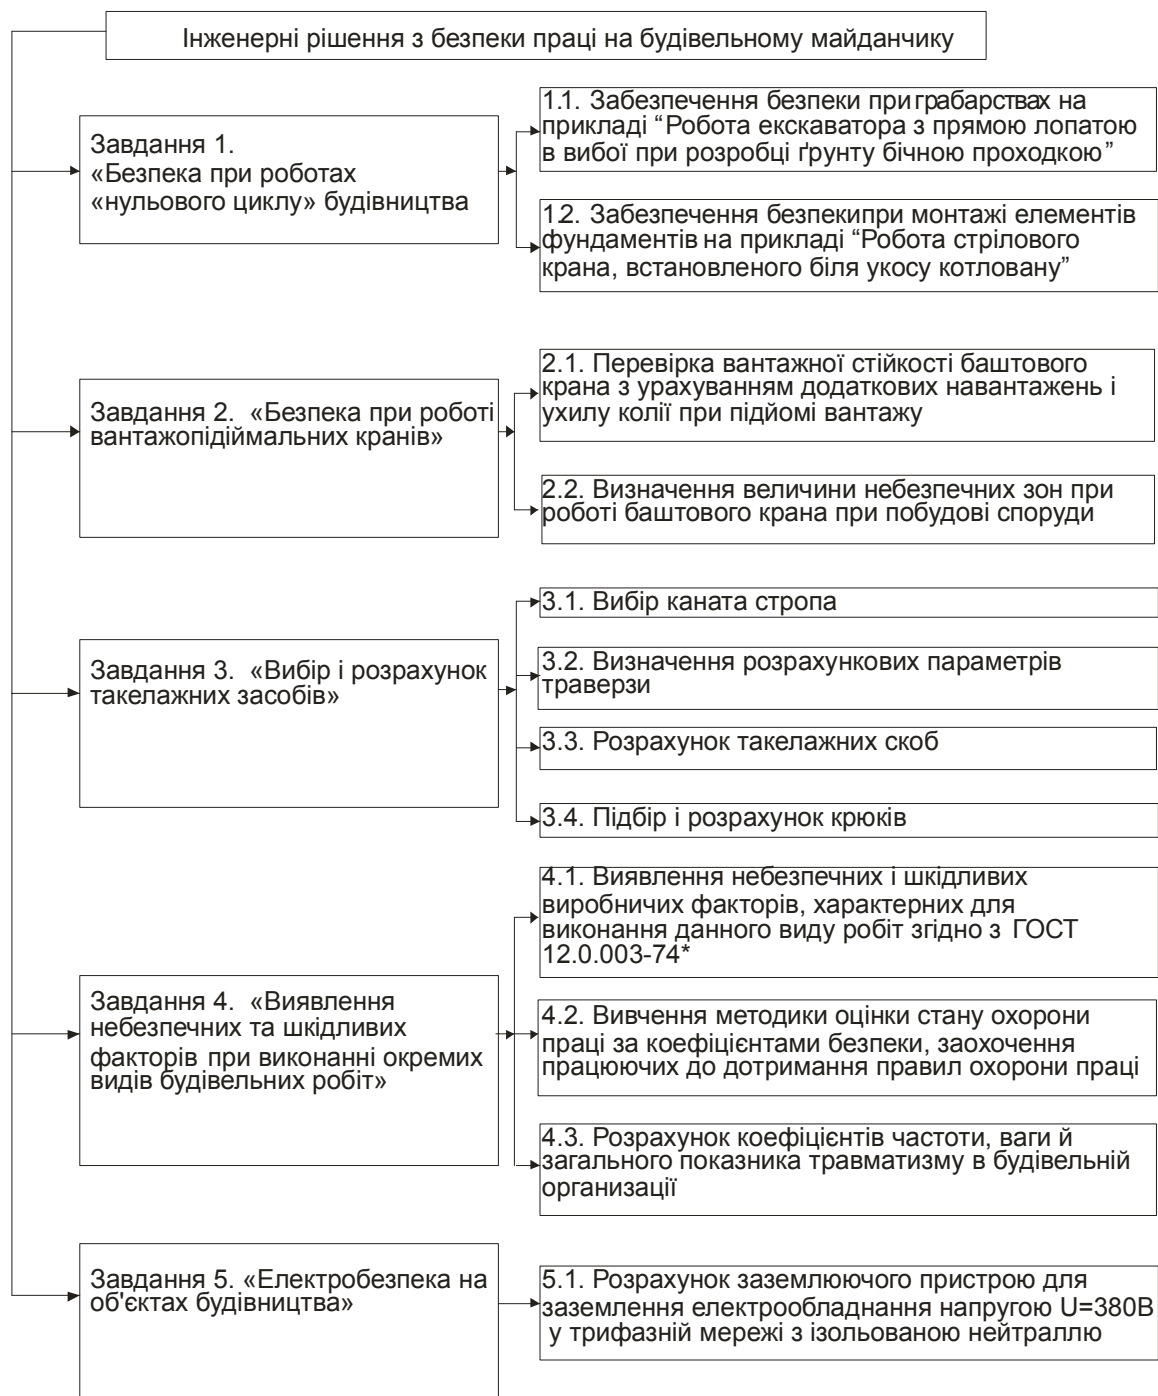 Інженерні рішення з безпеки праці на будівельному майданчику
Завдання 1.
«Безпека при роботах
«нульового циклу» будівництва
1.1. Забезпечення безпеки при грабарствах на
прикладі “Робота екскаватора з прямою лопатою
в вибої при розробці ґрунту бічною проходкою”
1.2. Забезпечення безпекипри монтажі елементів
фундаментів на прикладі “Робота стрілового
крана, встановленого біля укосу котловану”
Завдання 2. «Безпека при роботі
вантажопідіймальних кранів»
2.1. Перевірка вантажної стійкості баштового
крана з урахуванням додаткових навантажень і
ухилу колії при підйомі вантажу
2.2. Визначення величини небезпечних зон при
роботі баштового крана при побудові споруди
Завдання 3. «Вибір і розрахунок
такелажних засобів»
3.1. Вибір каната стропа
3.2. Визначення розрахункових параметрів
траверзи
3.3. Розрахунок такелажних скоб
3.4. Підбір і розрахунок крюків
Завдання 4. «Виявлення
небезпечних та шкідливих
факторів при виконанні окремих
видів будівельних робіт»
4.1. Виявлення небезпечних і шкідливих
виробничих факторів, характерних для
виконання данного виду робіт згідно з ГОСТ
12.0.003-74*
4.2. Вивчення методики оцінки стану охорони
праці за коефіцієнтами безпеки, заохочення
працюючих до дотримання правил охорони праці
4.3. Розрахунок коефіцієнтів частоти, ваги й
загального показника травматизму в будівельній
организації
Завдання 5. «Електробезпека на
об'єктах будівництва»
5.1. Розрахунок заземлюючого пристрою для
заземлення електрообладнання напругою U=380В
у трифазній мережі з ізольованою нейтраллю